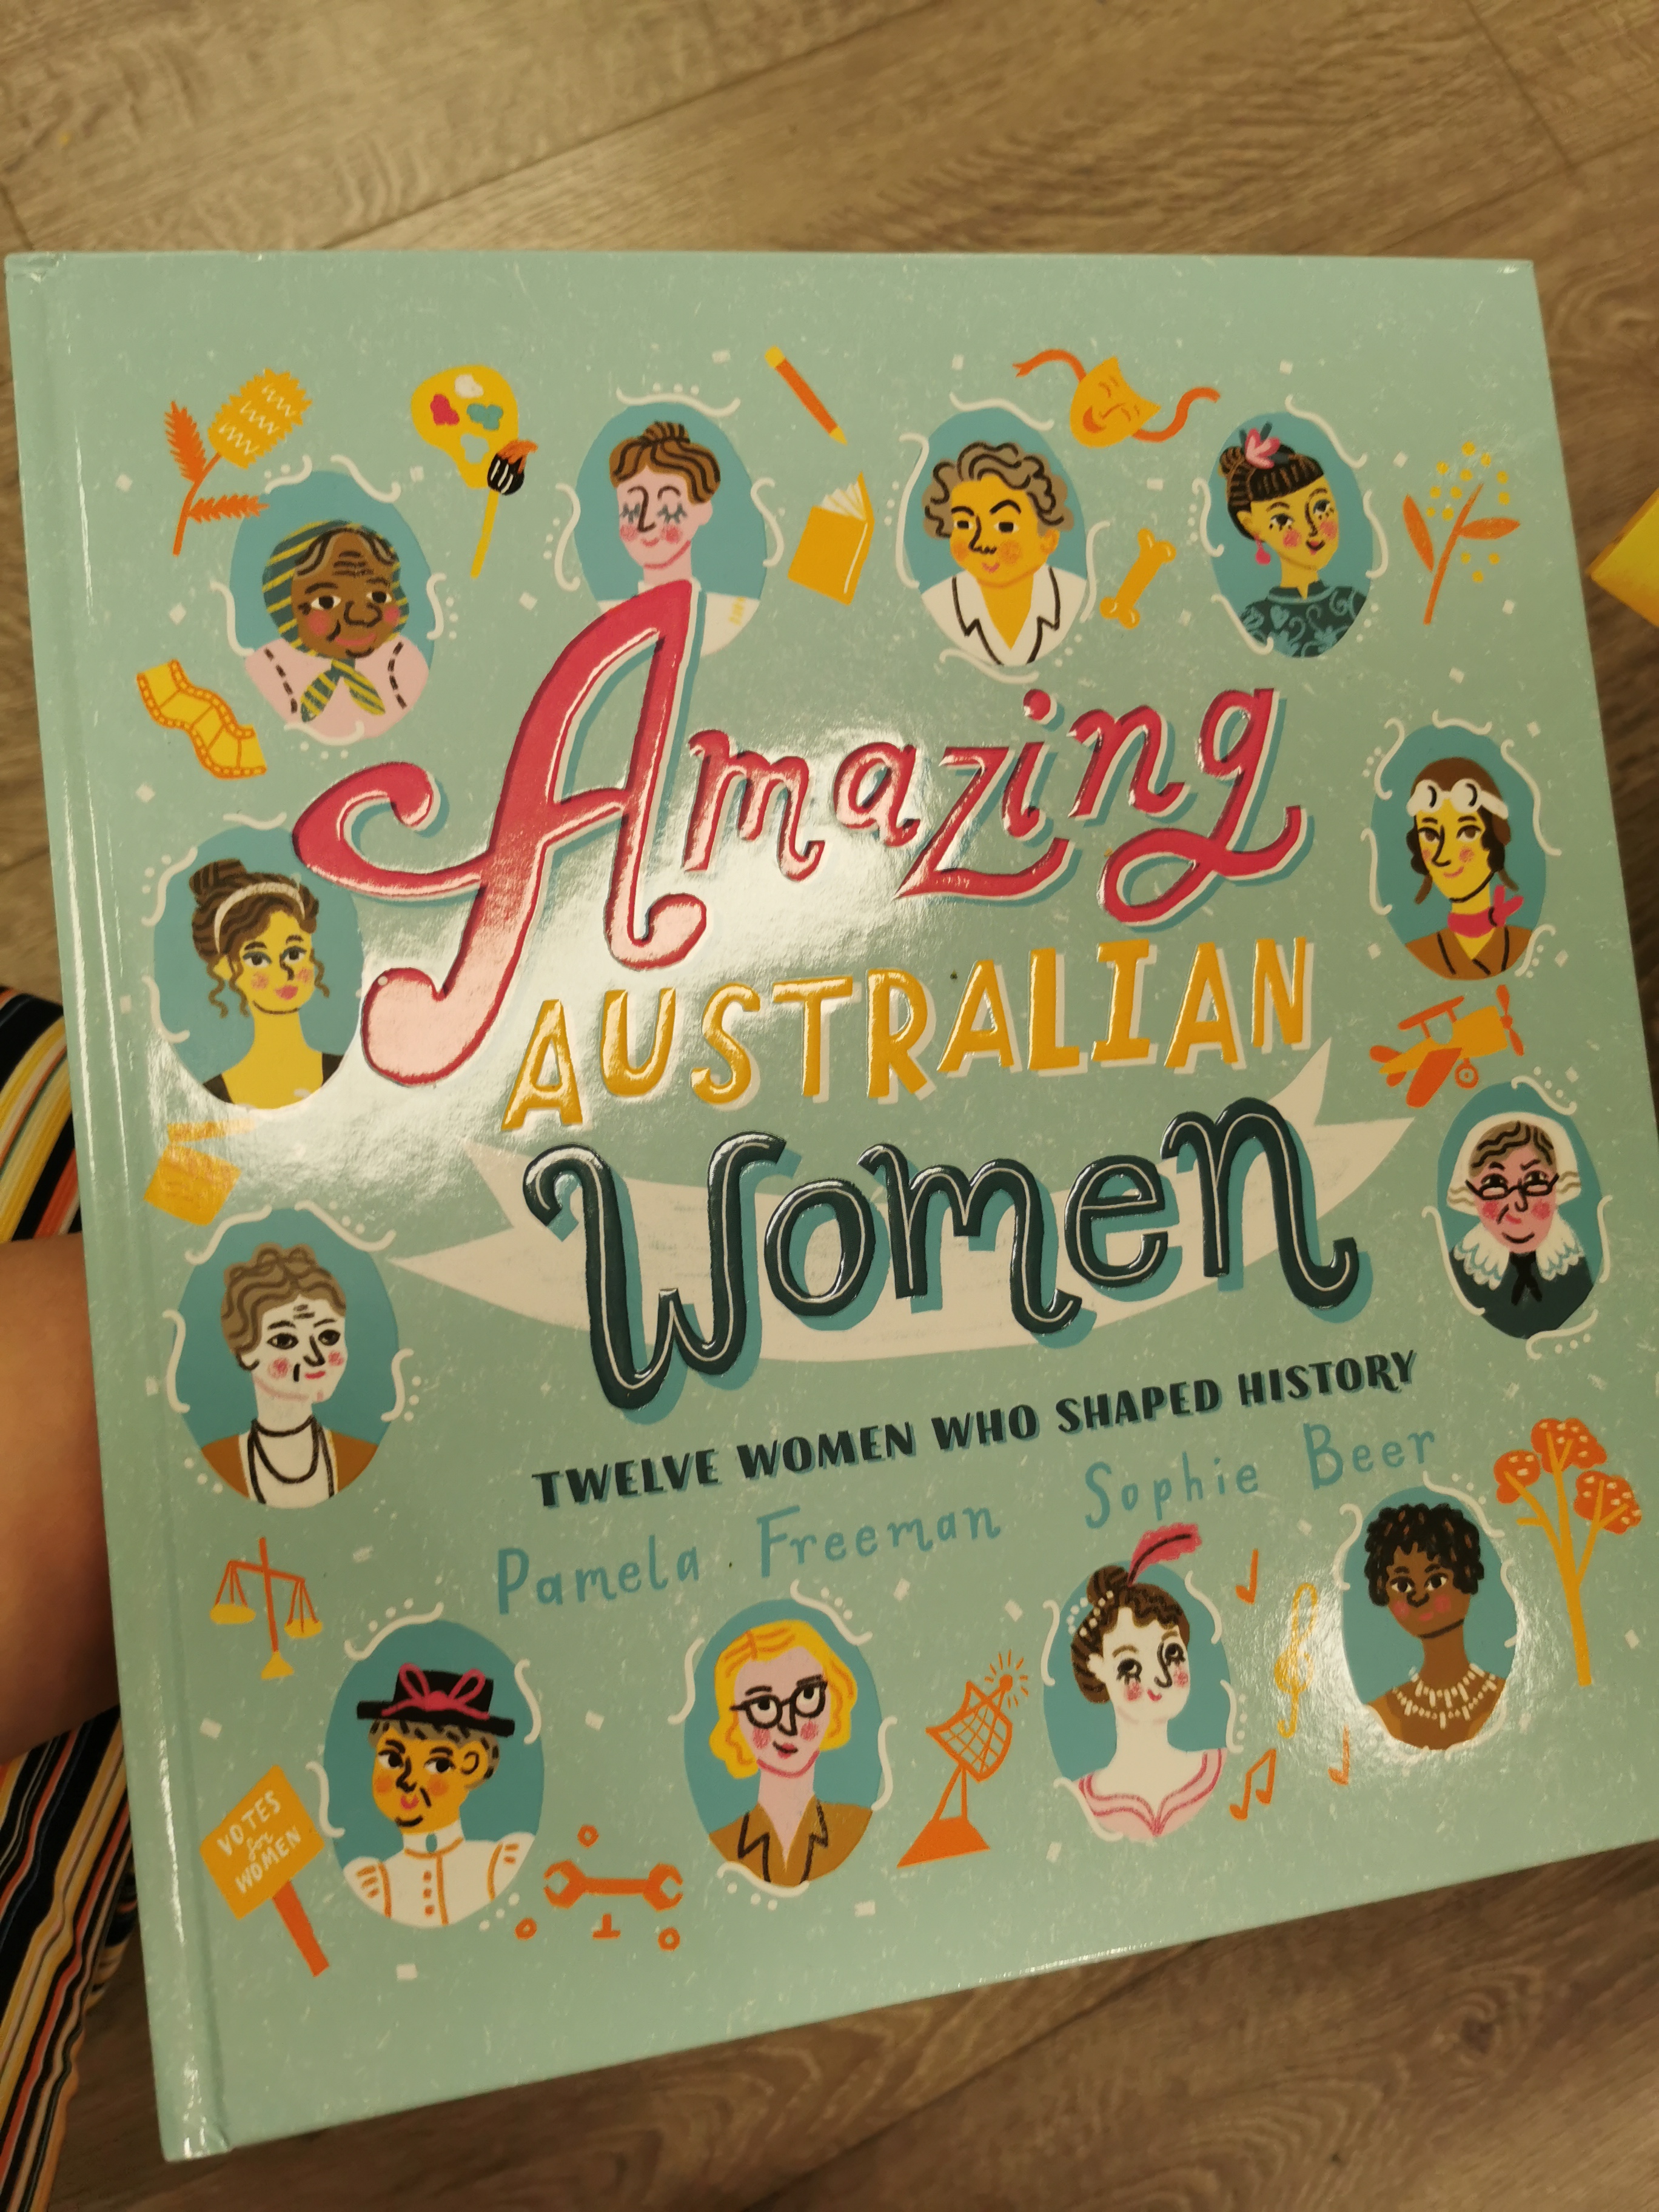 Amazing
AUSTRALIAN
Women
TWELVE WOMEN WHO SHAPED HISTORY
Pamela Freeman Sophie Beer
VOTES
for
WOMEN